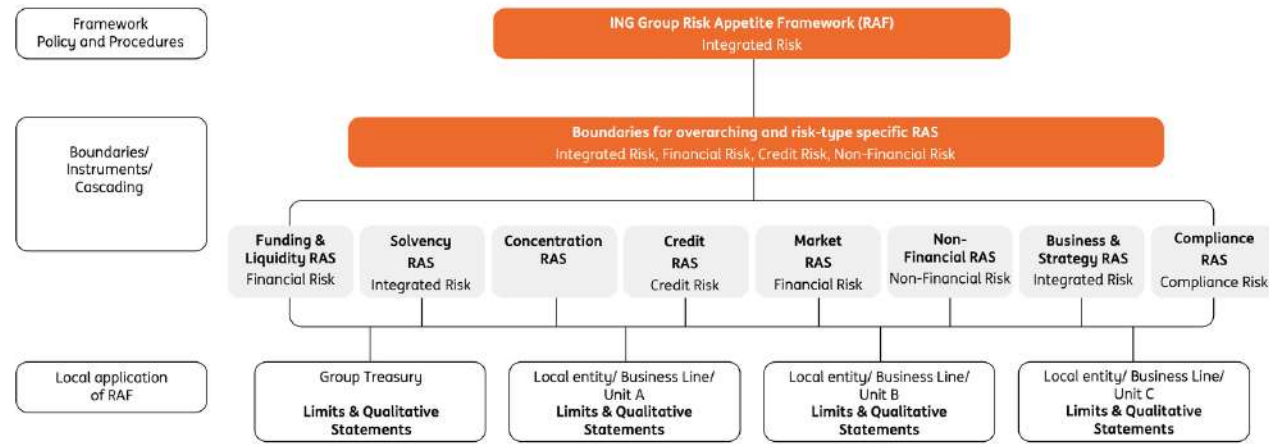 Framework
Policy and Procedures
ING Group Risk Appetite Framework (RAF)
Integrated Risk
Boundaries/
Instruments/
Cascading
Boundaries for overarching and risk-type specific RAS
Integrated Risk, Financial Risk, Credit Risk, Non-Financial Risk
Funding &
Liquidity RAS
Financial Risk
Solvency
RAS
Integrated Risk
Concentration
RAS
Credit
RAS
Credit Risk
Market
RAS
Financial Risk
Non-
Financial RAS
Non-Financial Risk
Business &
Strategy RAS
Integrated Risk
Compliance
RAS
Compliance Risk
Local application
of RAF
Group Treasury
Limits & Qualitative
Statements
Local entity/ Business Line/
Unit A
Limits & Qualitative
Statements
Local entity/ Business Line/
Unit B
Limits & Qualitative
Statements
Local entity/ Business Line/
Unit C
Limits & Qualitative
Statements